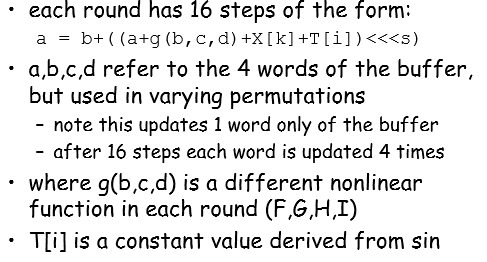 • each round has 16 steps of the form:
a = b+((a+g(b,c,d)+X[k]+T[i])<<<s)
• a,b,c,d refer to the 4 words of the buffer,
but used in varying permutations
– note this updates 1 word only of the buffer
– after 16 steps each word is updated 4 times
• where g(b,c,d) is a different nonlinear
function in each round (F,G,H,I)
• T[i] is a constant value derived from sin